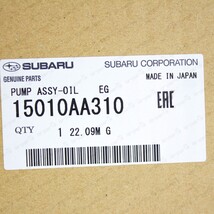 SUBARU SUBARU CORPORATION
GENUINE PARTS MADE IN JAPAN
PUMP ASSY-OIL EG
15010AA310 EAC
QTY 1 22.09M G